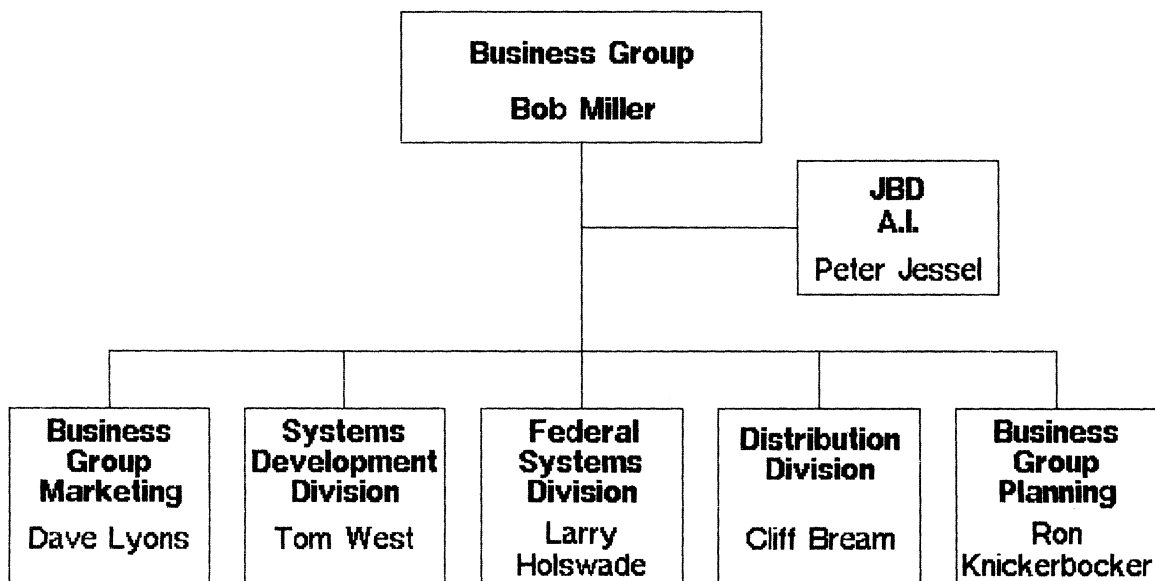 Business Group
Bob Miller
JBD
A.I.
Peter Jessel
Business
Group
Marketing
Dave Lyons
Systems
Development
Division
Tom West
Federal
Systems
Division
Larry
Holswade
Distribution
Division
Cliff Bream
Business
Group
Planning
Ron
Knickerbocker